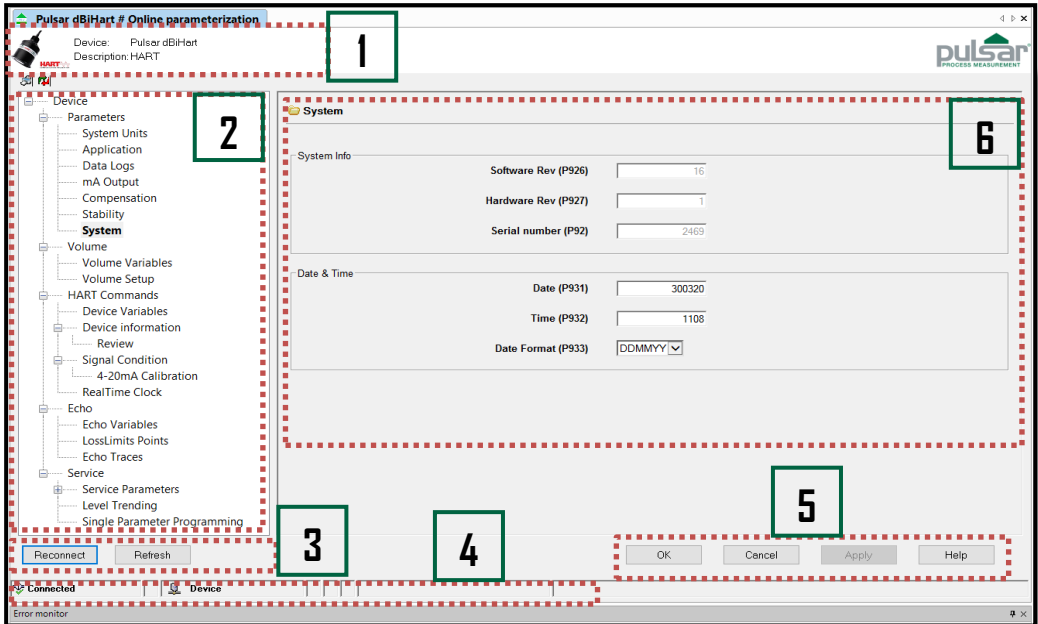 Pulsar dBiHart # Online parameterization
Device: Pulsar dBiHart
Description: HART
HART
1
pulsar
PROCESS MEASUREMENT
Device
Parameters
System Units
Application
Data Logs
mA Output
Compensation
Stability
System
Volume
Volume Variables
Volume Setup
HART Commands
Device Variables
Device information
Review
Signal Condition
4-20mA Calibration
RealTime Clock
Echo
Echo Variables
LossLimits Points
Echo Traces
Service
Service Parameters
Level Trending
Single Parameter Programming
2
System
6
System Info
Software Rev (P926) 16
Hardware Rev (P927) 1
Serial number (P92) 2469
Date & Time
Date (P931) 300320
Time (P932) 1108
Date Format (P933) DDMMYY
Reconnect Refresh
3
4
5
OK Cancel Apply Help
Connected Device
Error monitor